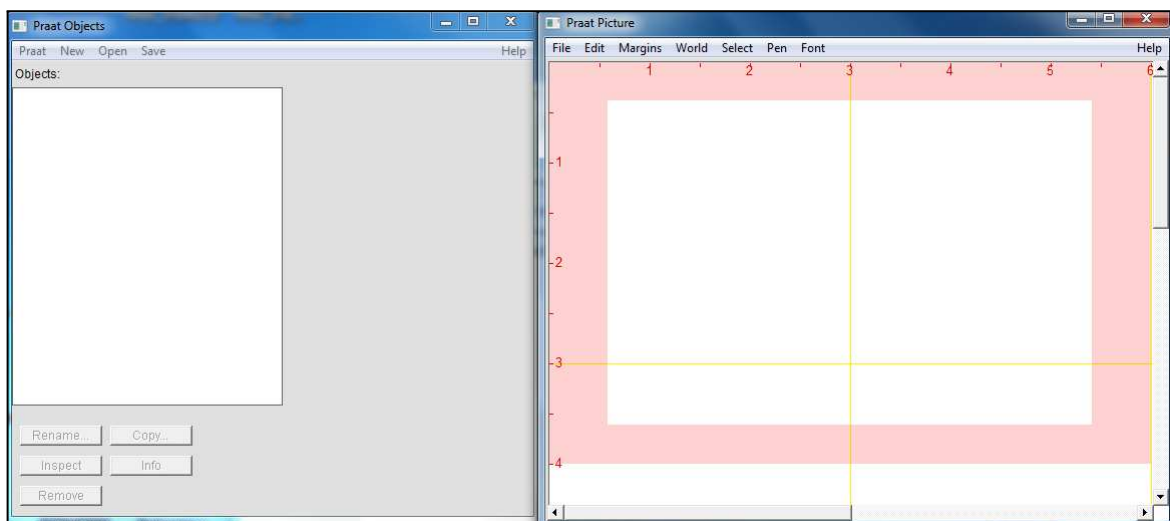 Praat Objects
Praat New Open Save Help
Objects:
Rename... Copy...
Inspect Info
Remove
Praat Picture
File Edit Margins World Select Pen Font Help
1 2 3 4 5 6
1
2
3
4